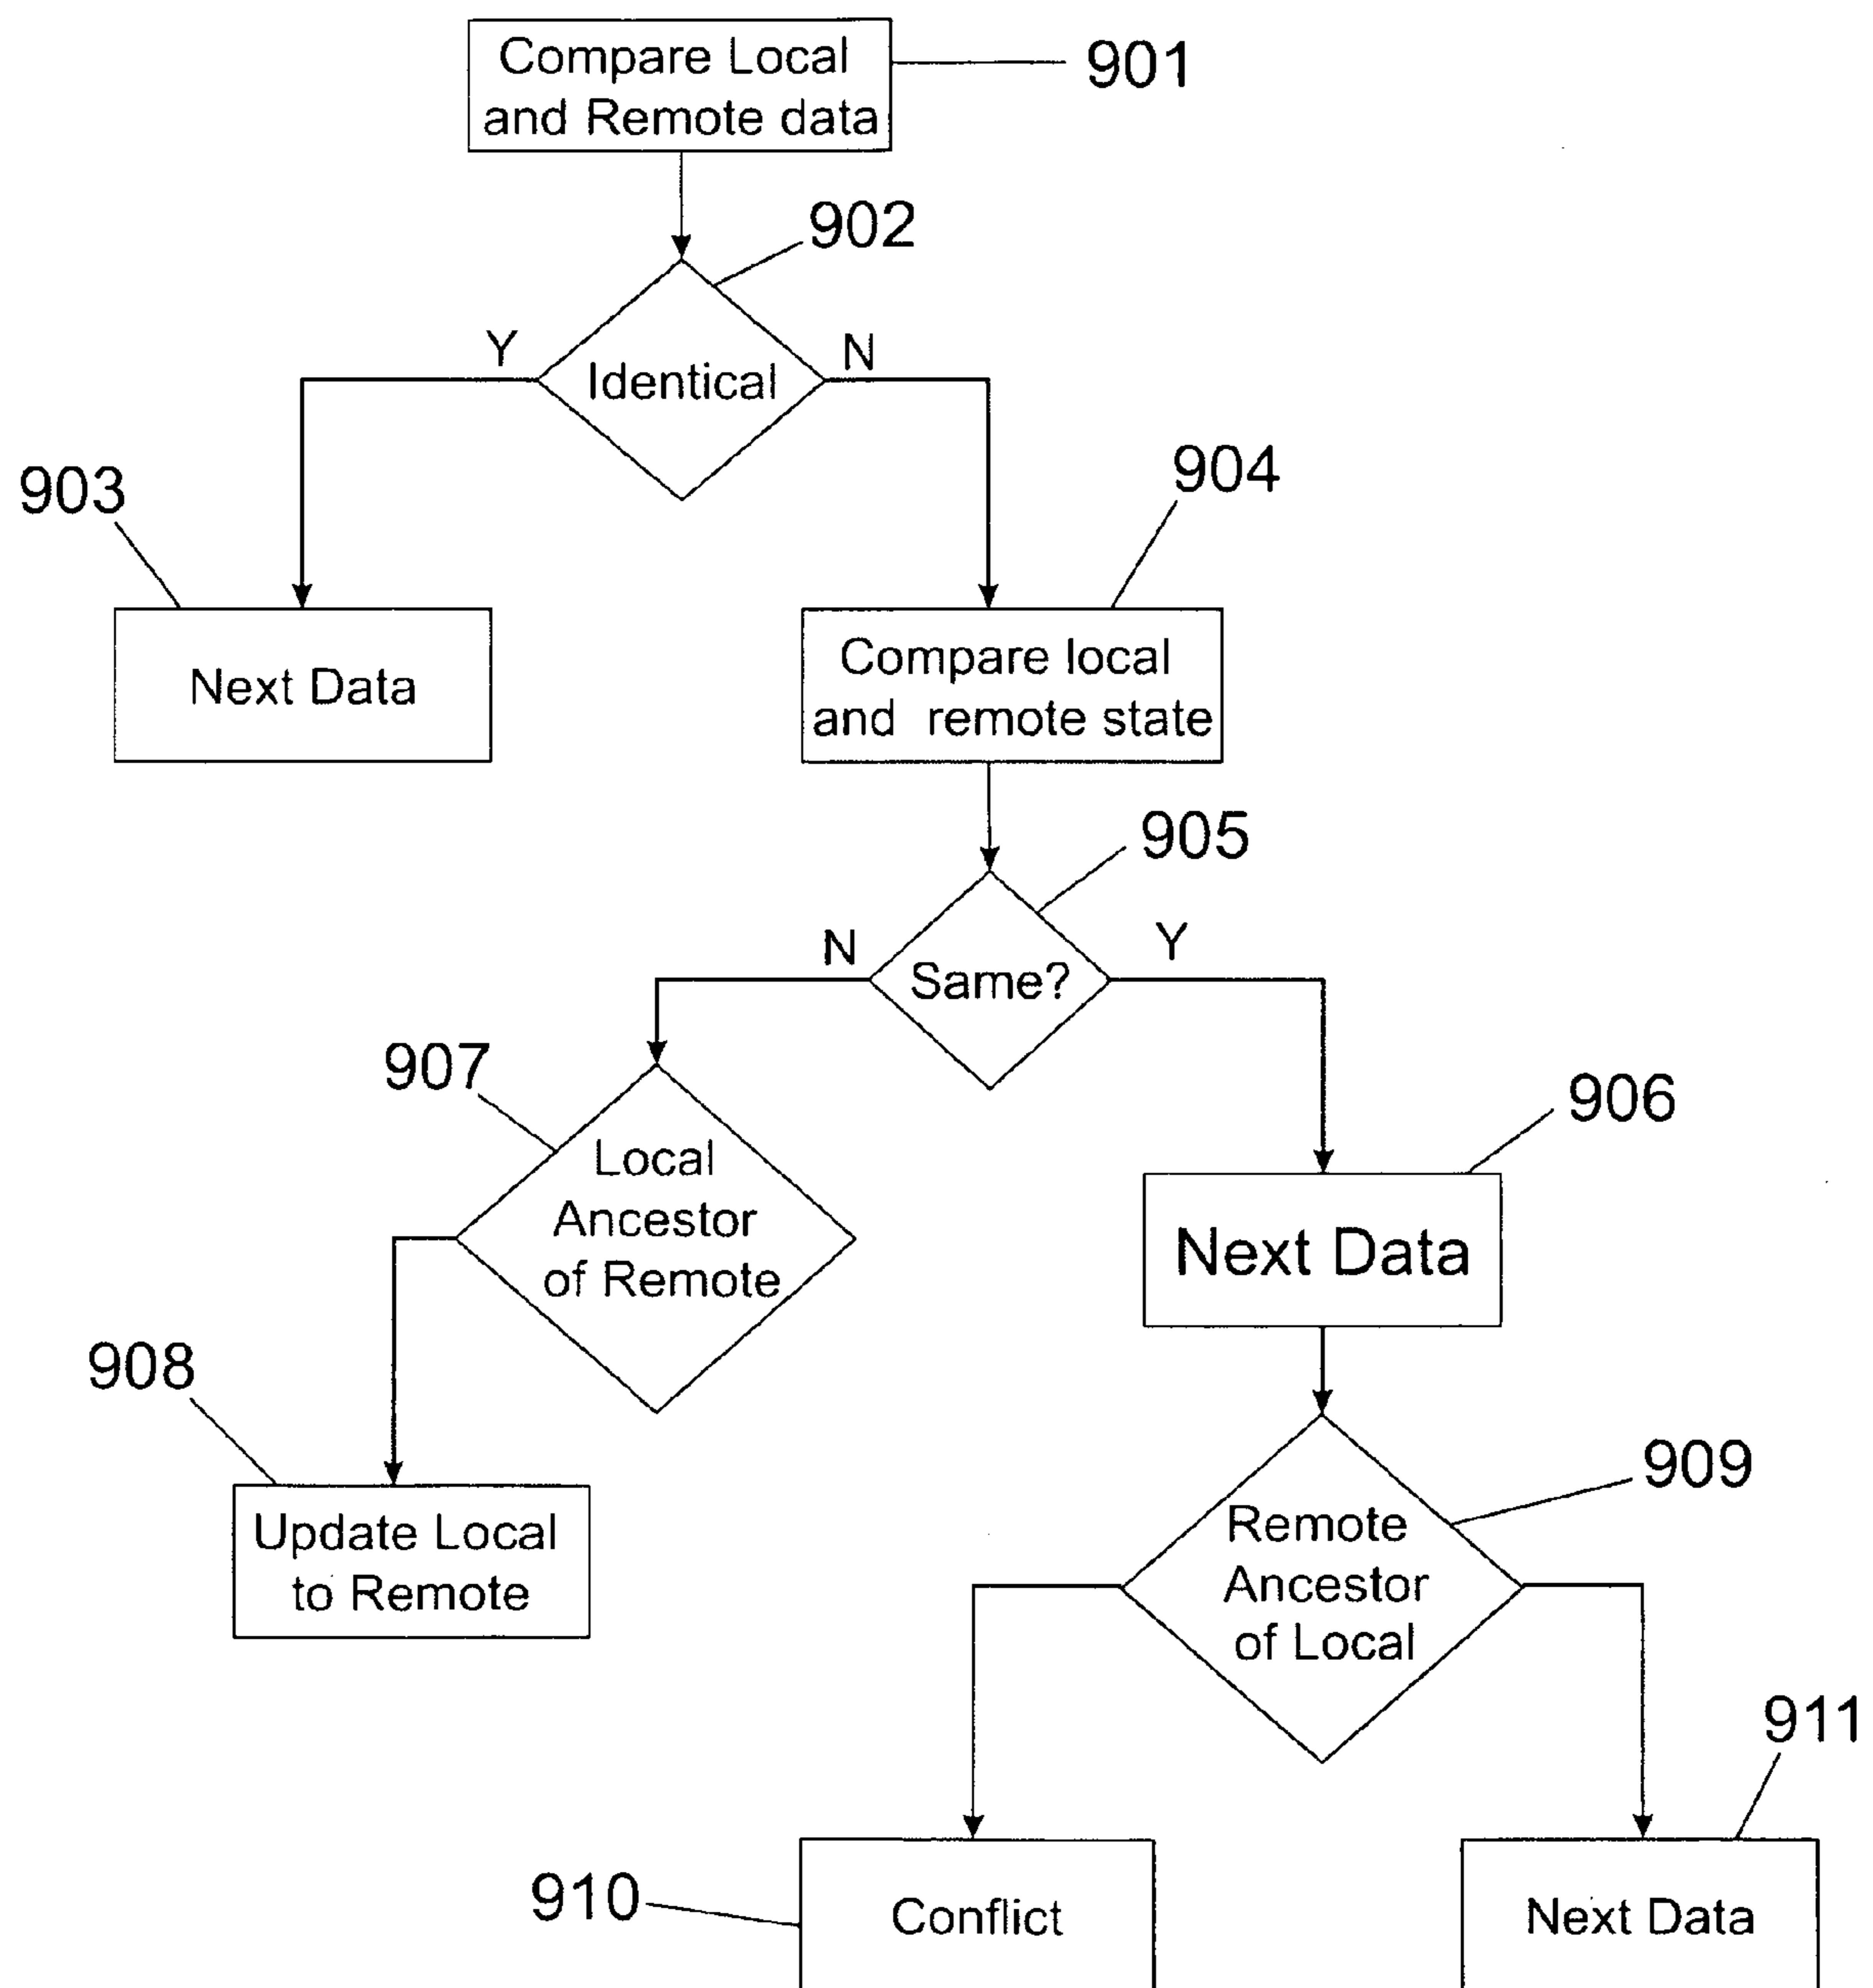 Compare Local
and Remote data
901
902
Y
N
Identical
903
904
Next Data
Compare local
and remote state
905
N
Y
Same?
907
906
Local
Ancestor
of Remote
Next Data
908
909
Update Local
to Remote
Remote
Ancestor
of Local
911
910
Conflict
Next Data